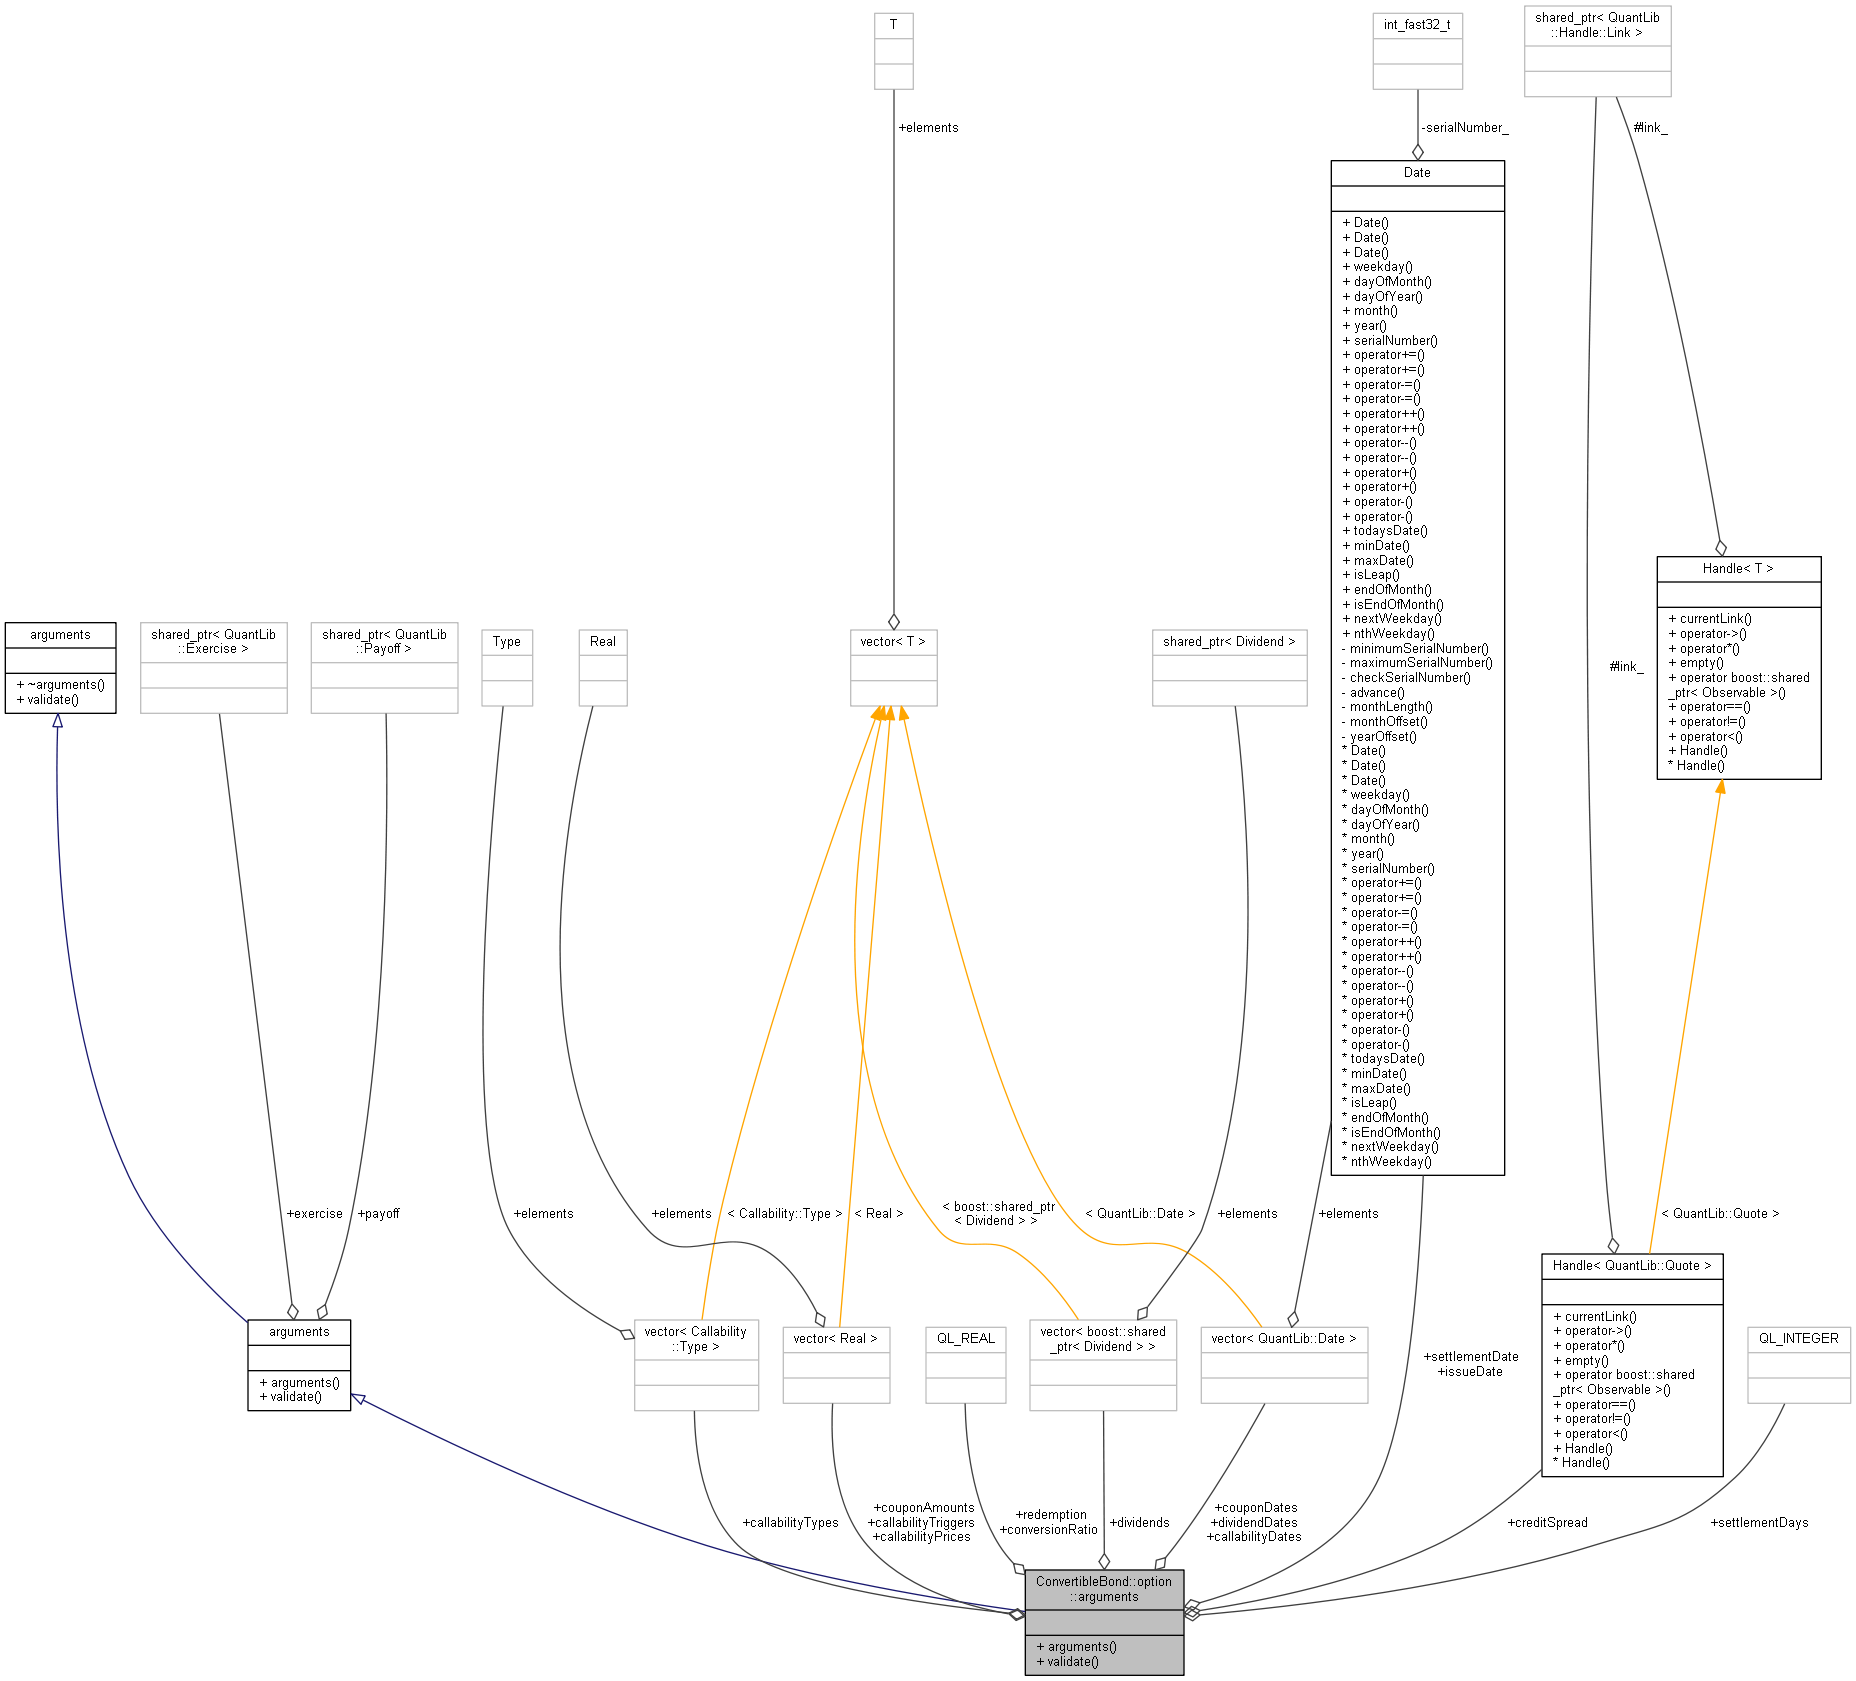 T
+elements
int_fast32_t
-serialNumber_
shared_ptr< QuantLib
::Handle::Link >
#link_
Date
+ Date()
+ Date()
+ Date()
+ weekday()
+ dayOfMonth()
+ dayOfYear()
+ month()
+ year()
+ serialNumber()
+ operator+=()
+ operator+=()
+ operator-=()
+ operator-=()
+ operator++()
+ operator++()
+ operator--()
+ operator--()
+ operator+()
+ operator+()
+ operator-()
+ operator-()
+ todaysDate()
+ minDate()
+ maxDate()
+ isLeap()
+ endOfMonth()
+ isEndOfMonth()
+ nextWeekday()
+ nthWeekday()
- minimumSerialNumber()
- maximumSerialNumber()
- checkSerialNumber()
- advance()
- monthLength()
- monthOffset()
- yearOffset()
* Date()
* Date()
* Date()
* weekday()
* dayOfMonth()
* dayOfYear()
* month()
* year()
* serialNumber()
* operator+=()
* operator+=()
* operator-=()
* operator-=()
* operator++()
* operator++()
* operator--()
* operator--()
* operator+()
* operator+()
* operator-()
* operator-()
* todaysDate()
* minDate()
* maxDate()
* isLeap()
* endOfMonth()
* isEndOfMonth()
* nextWeekday()
* nthWeekday()
Handle< T >
+ currentLink()
+ operator->()
+ operator*()
+ empty()
+ operator boost::shared
_ptr< Observable >()
+ operator==()
+ operator!=()
+ operator<()
+ Handle()
* Handle()
#link_
arguments
+ ~arguments()
+ validate()
shared_ptr< QuantLib
::Exercise >
shared_ptr< QuantLib
::Payoff >
Type
Real
vector< T >
shared_ptr< Dividend >
+exercise
+payoff
+elements
+elements
< Callability::Type >
< Real >
< boost::shared_ptr
< Dividend > >
< QuantLib::Date >
+elements
+elements
< QuantLib::Quote >
arguments
+ arguments()
+ validate()
vector< Callability
::Type >
vector< Real >
QL_REAL
vector< boost::shared
_ptr< Dividend > >
vector< QuantLib::Date >
+settlementDate
+issueDate
Handle< QuantLib::Quote >
+ currentLink()
+ operator->()
+ operator*()
+ empty()
+ operator boost::shared
_ptr< Observable >()
+ operator==()
+ operator!=()
+ operator<()
+ Handle()
* Handle()
QL_INTEGER
+callabilityTypes
+couponAmounts
+callabilityTriggers
+callabilityPrices
+redemption
+conversionRatio
+dividends
+couponDates
+dividendDates
+callabilityDates
+creditSpread
+settlementDays
ConvertibleBond::option
::arguments
+ arguments()
+ validate()